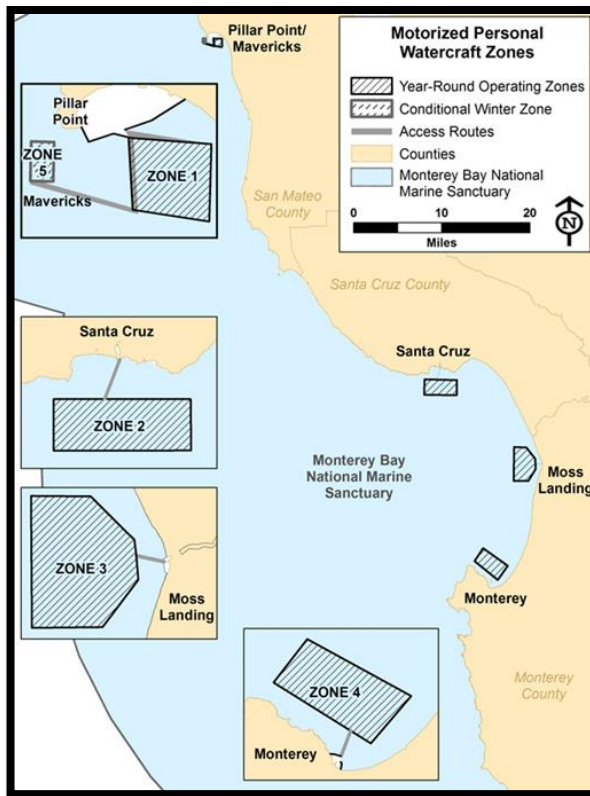 Pillar Point/
Mavericks
Motorized Personal
Watercraft Zones
Year-Round Operating Zones
Conditional Winter Zone
Access Routes
Counties
Monterey Bay National
Marine Sanctuary
0 10 20
Miles
N
Pillar
Point
ZONE
5
ZONE 1
Mavericks
San Mateo
County
Santa Cruz County
Santa Cruz
ZONE 2
Santa Cruz
Monterey Bay
National Marine
Sanctuary
Moss
Landing
ZONE 3
Moss
Landing
Monterey
ZONE 4
Monterey
Monterey
County